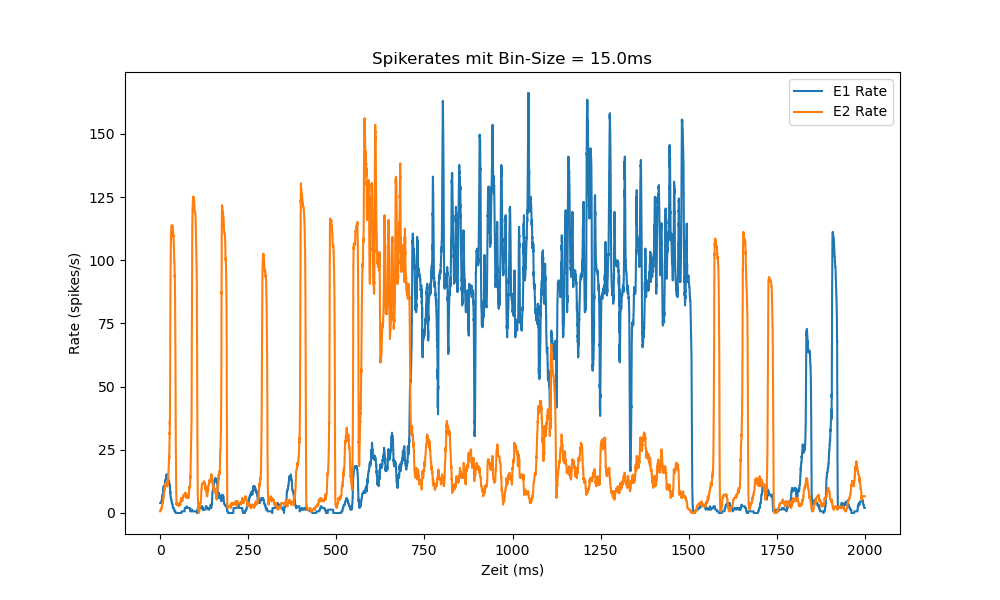 Spikerates mit Bin-Size = 15.0ms
E1 Rate
E2 Rate
Rate (spikes/s)
150
125
100
75
50
25
0
0 250 500 750 1000 1250 1500 1750 2000
Zeit (ms)